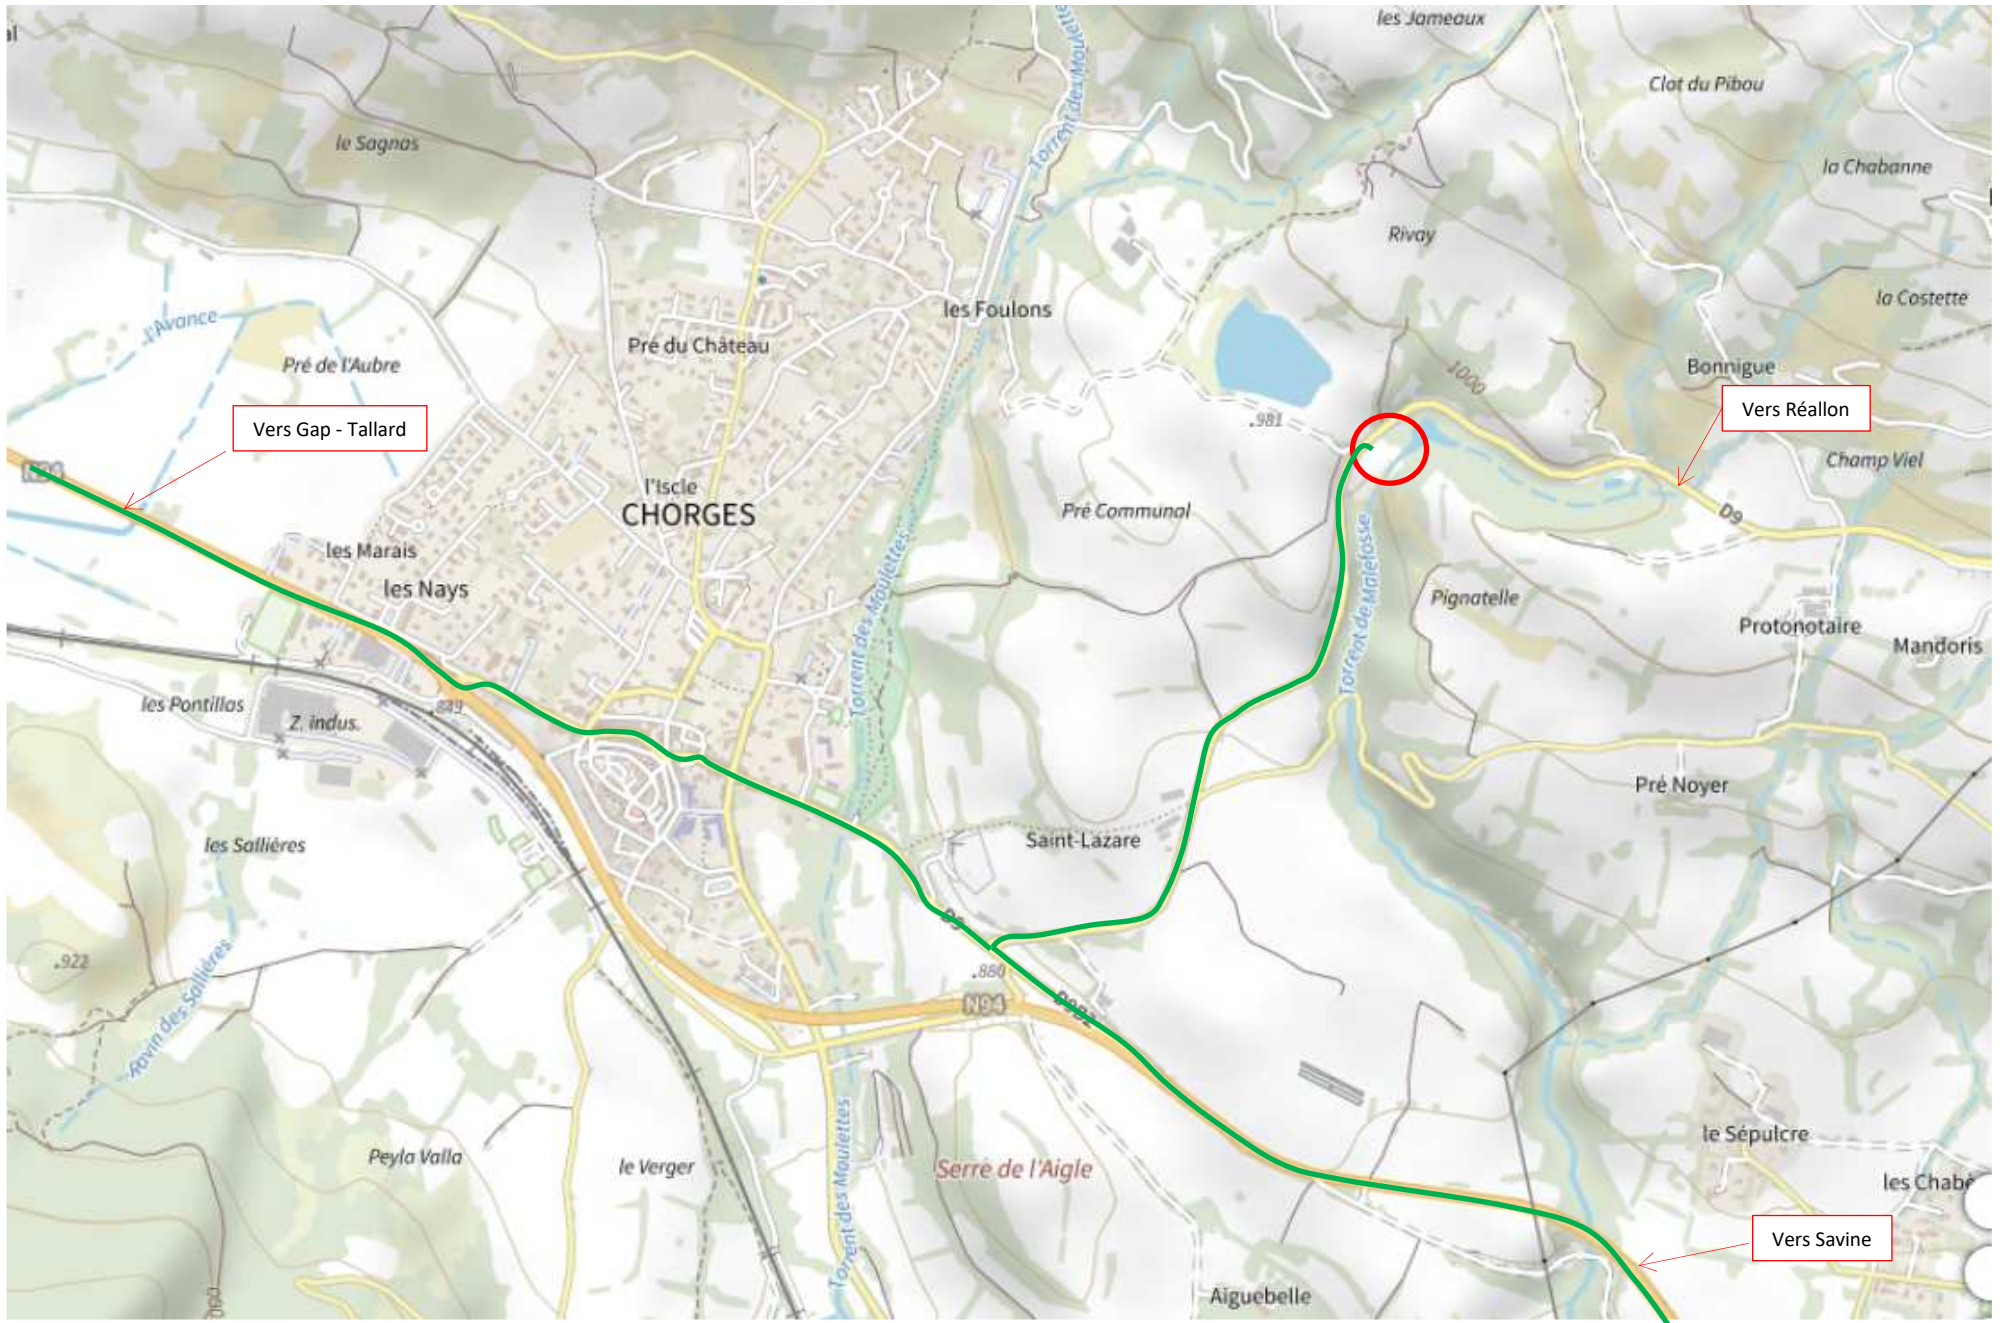 les Jameaux
al
Clot du Pibou
le Sagnas
Torrent des Moulettes
la Chabanne
Rivay
la Costette
les Foulons
l'Avance
Pré du Château
Pré de l'Aubre
Bonnigue
1000
Vers Gap - Tallard
.981
Vers Réallon
N94
Champ Viel
l'Iscle
CHORGES
Pré Communal
D9
les Marais
les Nays
Torrent des Moulettes
Torrent de Malefosse
Pignatelle
Protonotaire
Mandoris
les Pontillas
.849
Z. indus.
Pré Noyer
les Sallières
Saint-Lazare
D9
.922
.880
N94
D9B2
Ravin des Sallières
le Sépulcre
Peyla Valla
le Verger
Serre de l'Aigle
les Chabè
Torrent des Moulettes
Vers Savine
Aiguebelle